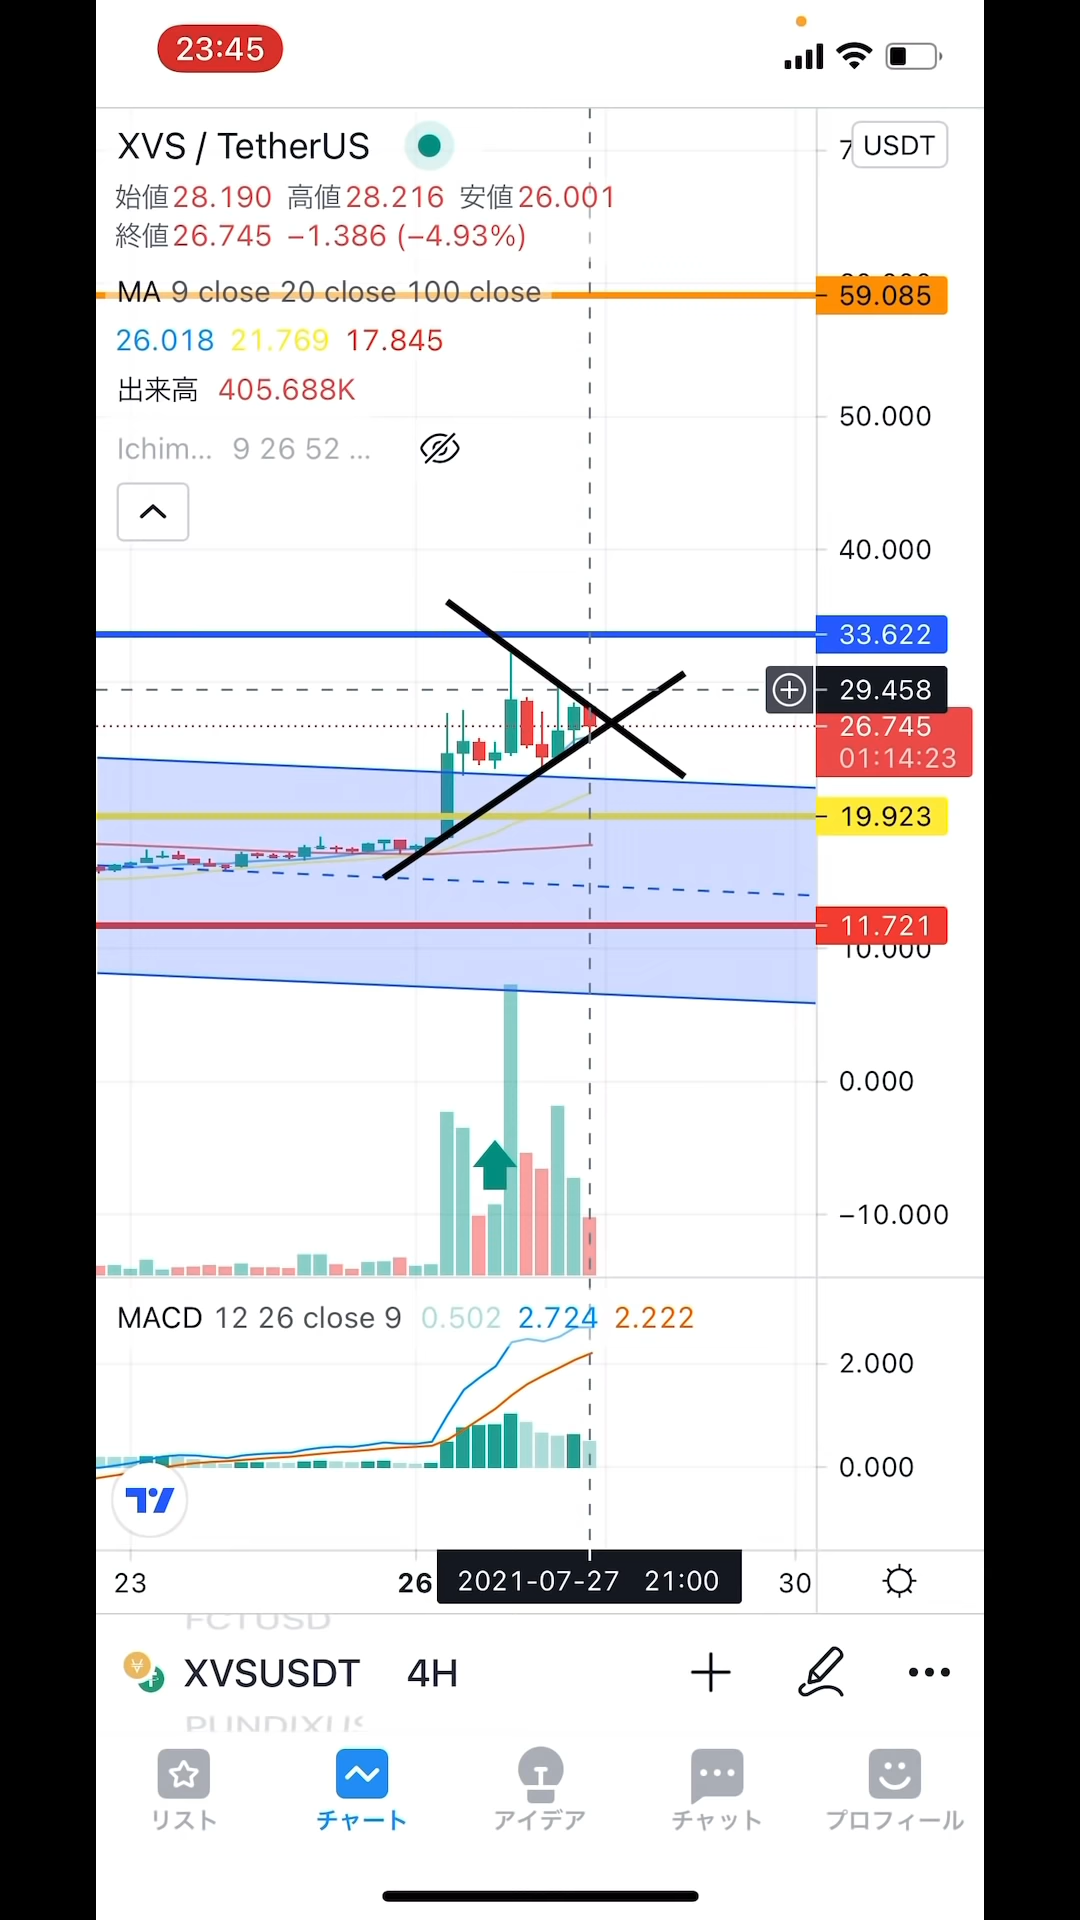 23:45
XVS / TetherUS
USDT
始値28.190 高値28.216 安値26.001
終値26.745 −1.386 (−4.93%)
MA 9 close 20 close 100 close
59.085
26.018 21.769 17.845
出来高 405.688K
50.000
Ichim... 9 26 52 ...
40.000
33.622
29.458
26.745
01:14:23
19.923
11.721
10.000
0.000
−10.000
MACD 12 26 close 9 0.502 2.724 2.222
2.000
0.000
23 26 2021-07-27 21:00 30
FCTUSD
XVSUSDT 4H
リスト チャート アイデア チャット プロフィール